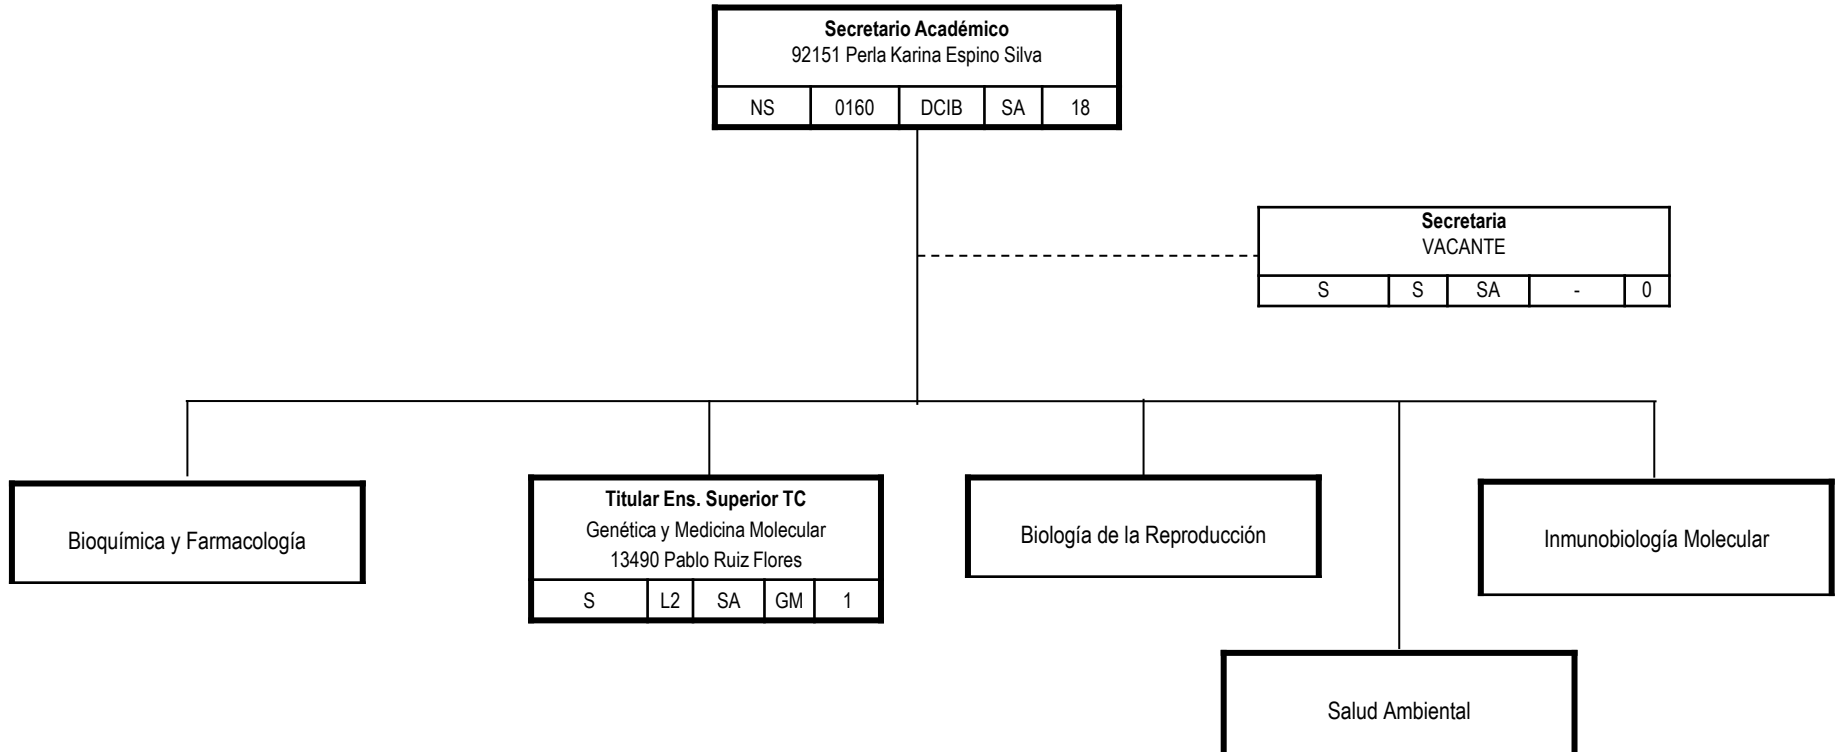 Secretario Académico
92151 Perla Karina Espino Silva
NS 0160 DCIB SA 18
Secretaria
VACANTE
S S SA - 0
Bioquímica y Farmacología
Titular Ens. Superior TC
Genética y Medicina Molecular
13490 Pablo Ruiz Flores
S L2 SA GM 1
Biología de la Reproducción
Inmunobiología Molecular
Salud Ambiental